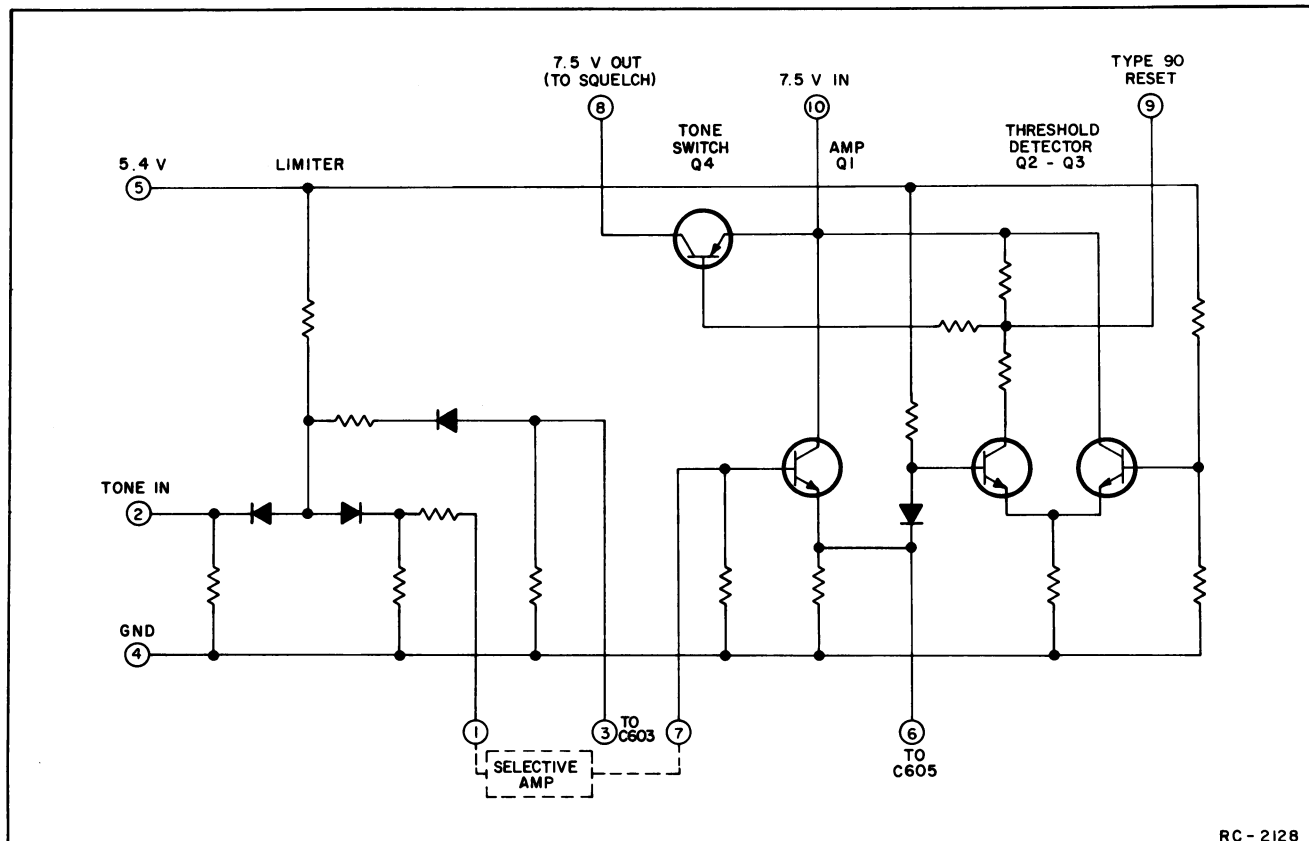 7.5 V OUT
(TO SQUELCH)
8
7.5 V IN
10
TYPE 90
RESET
9
TONE
SWITCH
Q4
AMP
Q1
THRESHOLD
DETECTOR
Q2 - Q3
5.4 V
5
LIMITER
TONE IN
2
GND
4
1
3
TO
C603
7
6
TO
C605
SELECTIVE
AMP
RC - 2128